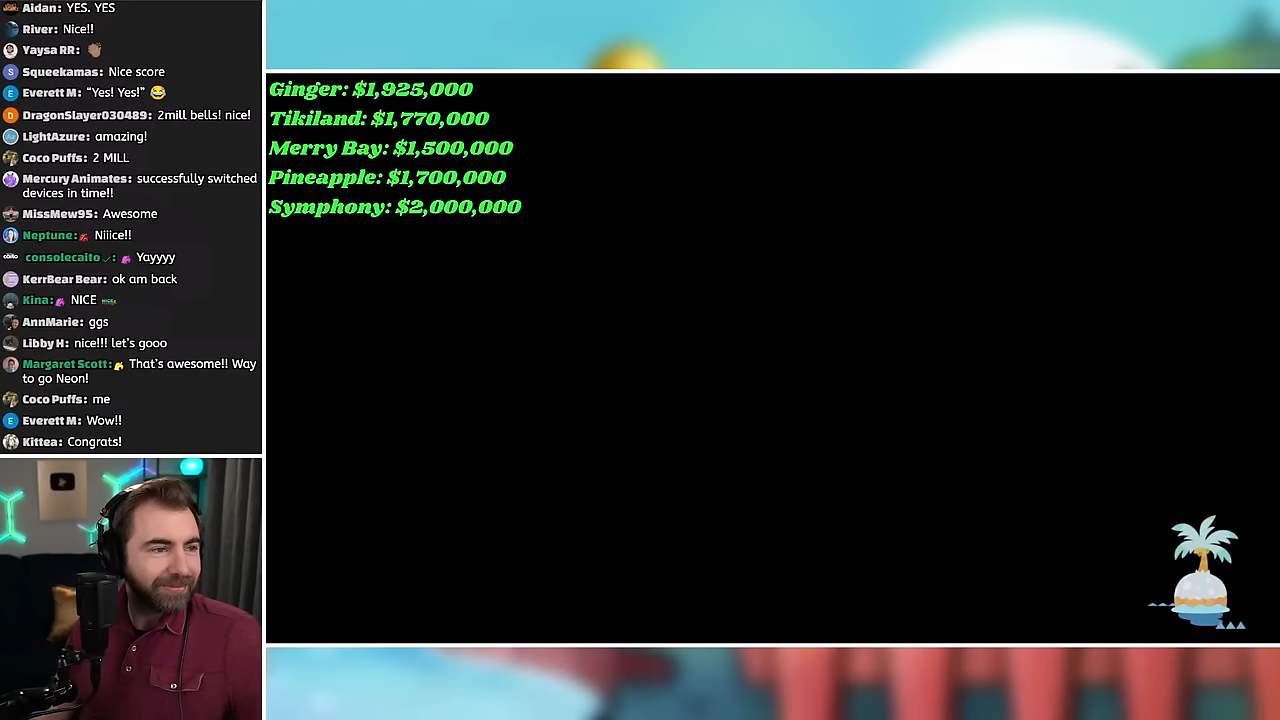 Aidan: YES. YES
River: Nice!!
Yaysa RR:
Squeekamas: Nice score
Everett M: “Yes! Yes!”
DragonSlayer030489: 2mill bells! nice!
LightAzure: amazing!
Coco Puffs: 2 MILL
Mercury Animates: successfully switched
devices in time!!
MissMew95: Awesome
Neptune: Niiice!!
consolecaito: Yayyyy
KerrBear Bear: ok am back
Kina: NICE
AnnMarie: ggs
Libby H: nice!!! let's gooo
Margaret Scott: That's awesome!! Way
to go Neon!
Coco Puffs: me
Everett M: Wow!!
Kittea: Congrats!
Ginger: $1,925,000
Tikiland: $1,770,000
Merry Bay: $1,500,000
Pineapple: $1,700,000
Symphony: $2,000,000